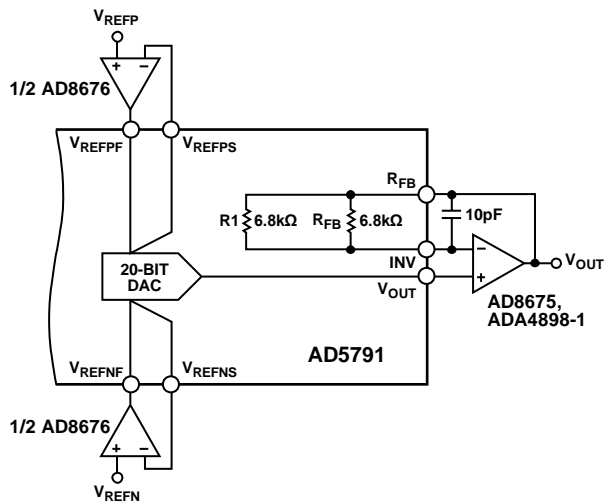 VREFP
+ −
1/2 AD8676
VREFPF VREFPS
RFB
R1 6.8kΩ RFB 6.8kΩ 10pF
−
INV
20-BIT
DAC
VOUT
+
VOUT
AD8675,
ADA4898-1
AD5791
VREFNF VREFNS
1/2 AD8676
+ −
VREFN